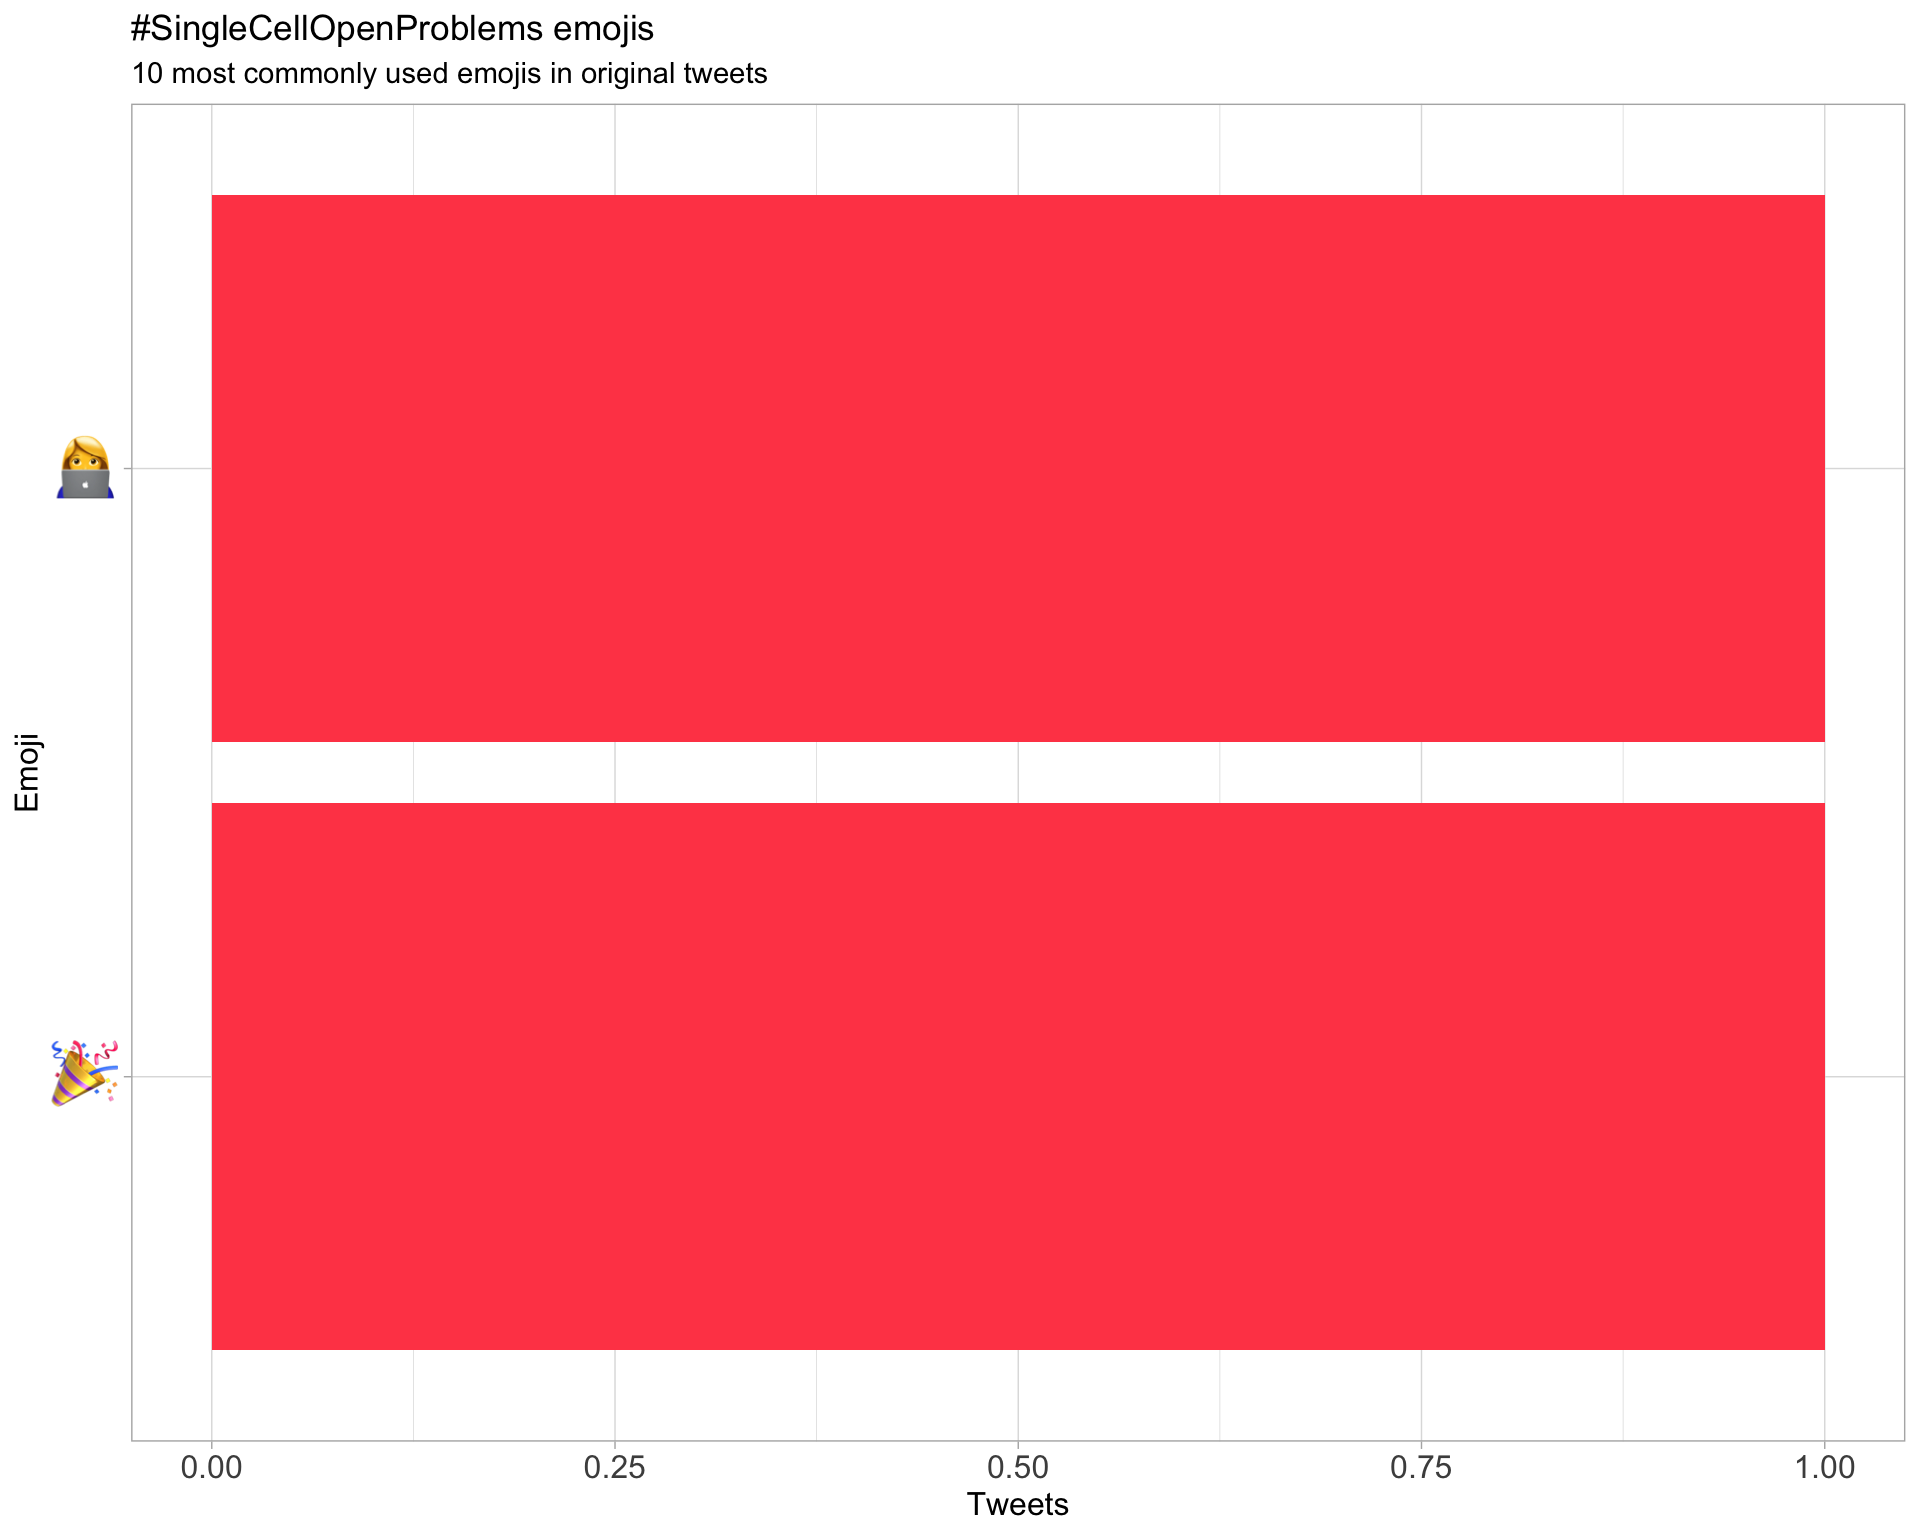 #SingleCellOpenProblems emojis
10 most commonly used emojis in original tweets
Emoji
0.00
0.25
0.50
0.75
1.00
Tweets